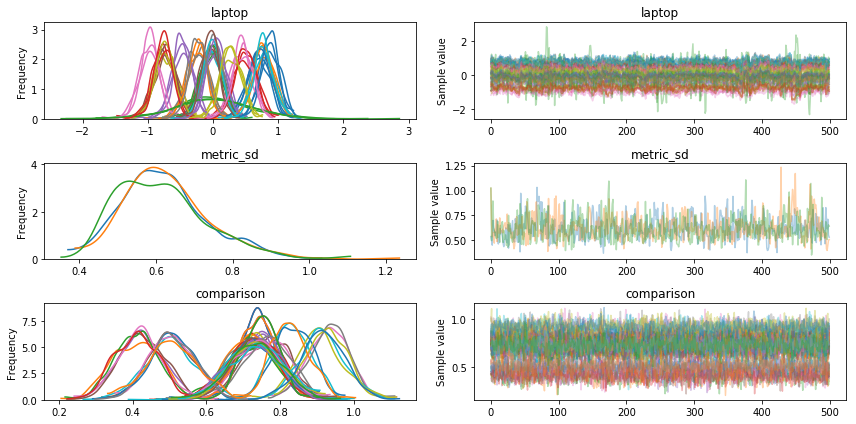 laptop
Frequency
3
2
1
0
−2 −1 0 1 2 3
laptop
Sample value
2
0
−2
0 100 200 300 400 500
metric_sd
Frequency
4
2
0
0.4 0.6 0.8 1.0 1.2
metric_sd
Sample value
1.25
1.00
0.75
0.50
0 100 200 300 400 500
comparison
Frequency
7.5
5.0
2.5
0.0
0.2 0.4 0.6 0.8 1.0
comparison
Sample value
1.0
0.5
0 100 200 300 400 500